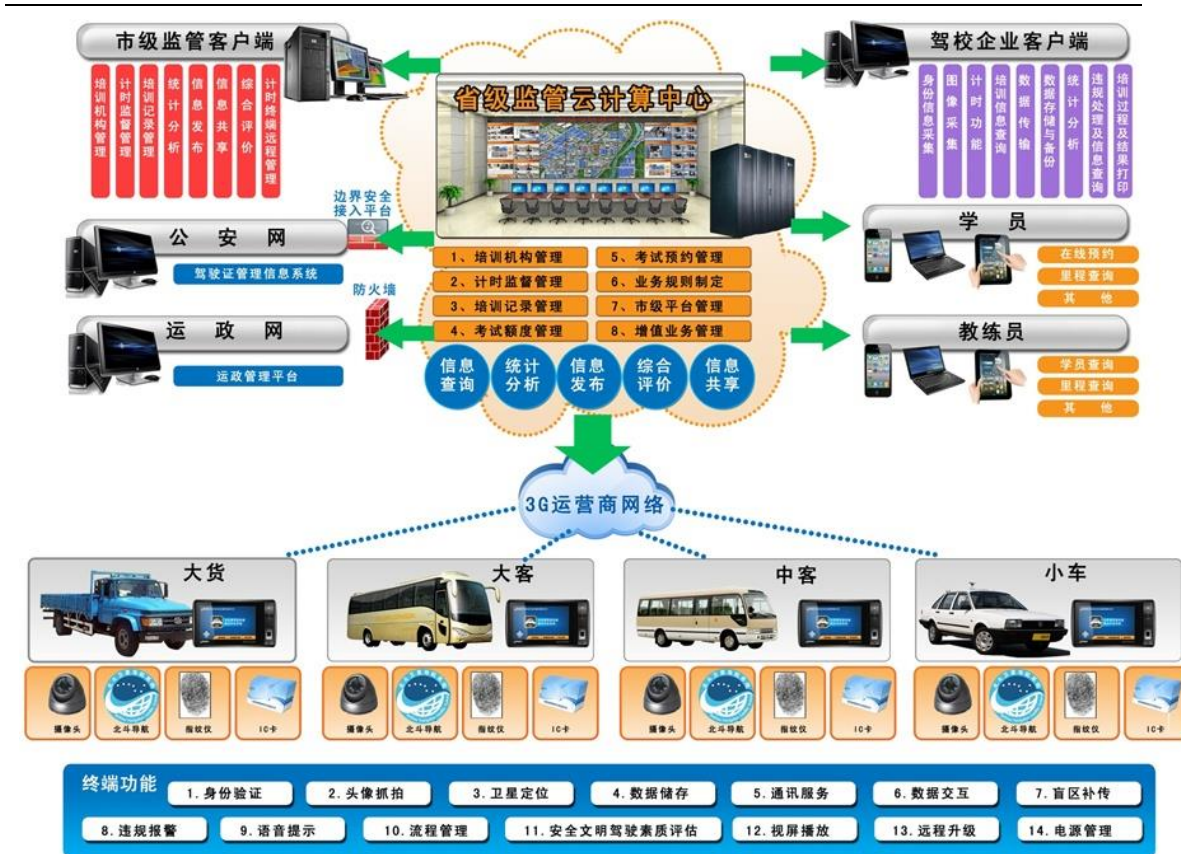 市级监管客户端
培训机构管理
计时监督管理
培训记录管理
统计分析
信息发布
信息共享
综合评价
计时终端远程管理
省级监管云计算中心
驾校企业客户端
身份信息采集
图像采集
计时功能
培训信息查询
数据传输
数据存储与备份
统计分析
违规处理及信息查询
培训过程及结果打印
边界安全
接入平台
公安网
驾驶证管理信息系统
防火墙
运政网
运政管理平台
1、培训机构管理
2、计时监督管理
3、培训记录管理
4、考试额度管理
5、考试预约管理
6、业务规则制定
7、市级平台管理
8、增值业务管理
信息
查询
统计
分析
信息
发布
综合
评价
信息
共享
学员
在线预约
里程查询
其他
教练员
学员查询
里程查询
其他
3G运营商网络
大货
大客
中客
小车
摄像头
北斗导航
指纹仪
IC卡
摄像头
北斗导航
指纹仪
IC卡
摄像头
北斗导航
指纹仪
IC卡
摄像头
北斗导航
指纹仪
IC卡
终端功能
1.身份验证
2.头像抓拍
3.卫星定位
4.数据储存
5.通讯服务
6.数据交互
7.盲区补传
8.违规报警
9.语音提示
10.流程管理
11.安全文明驾驶素质评估
12.视屏播放
13.远程升级
14.电源管理